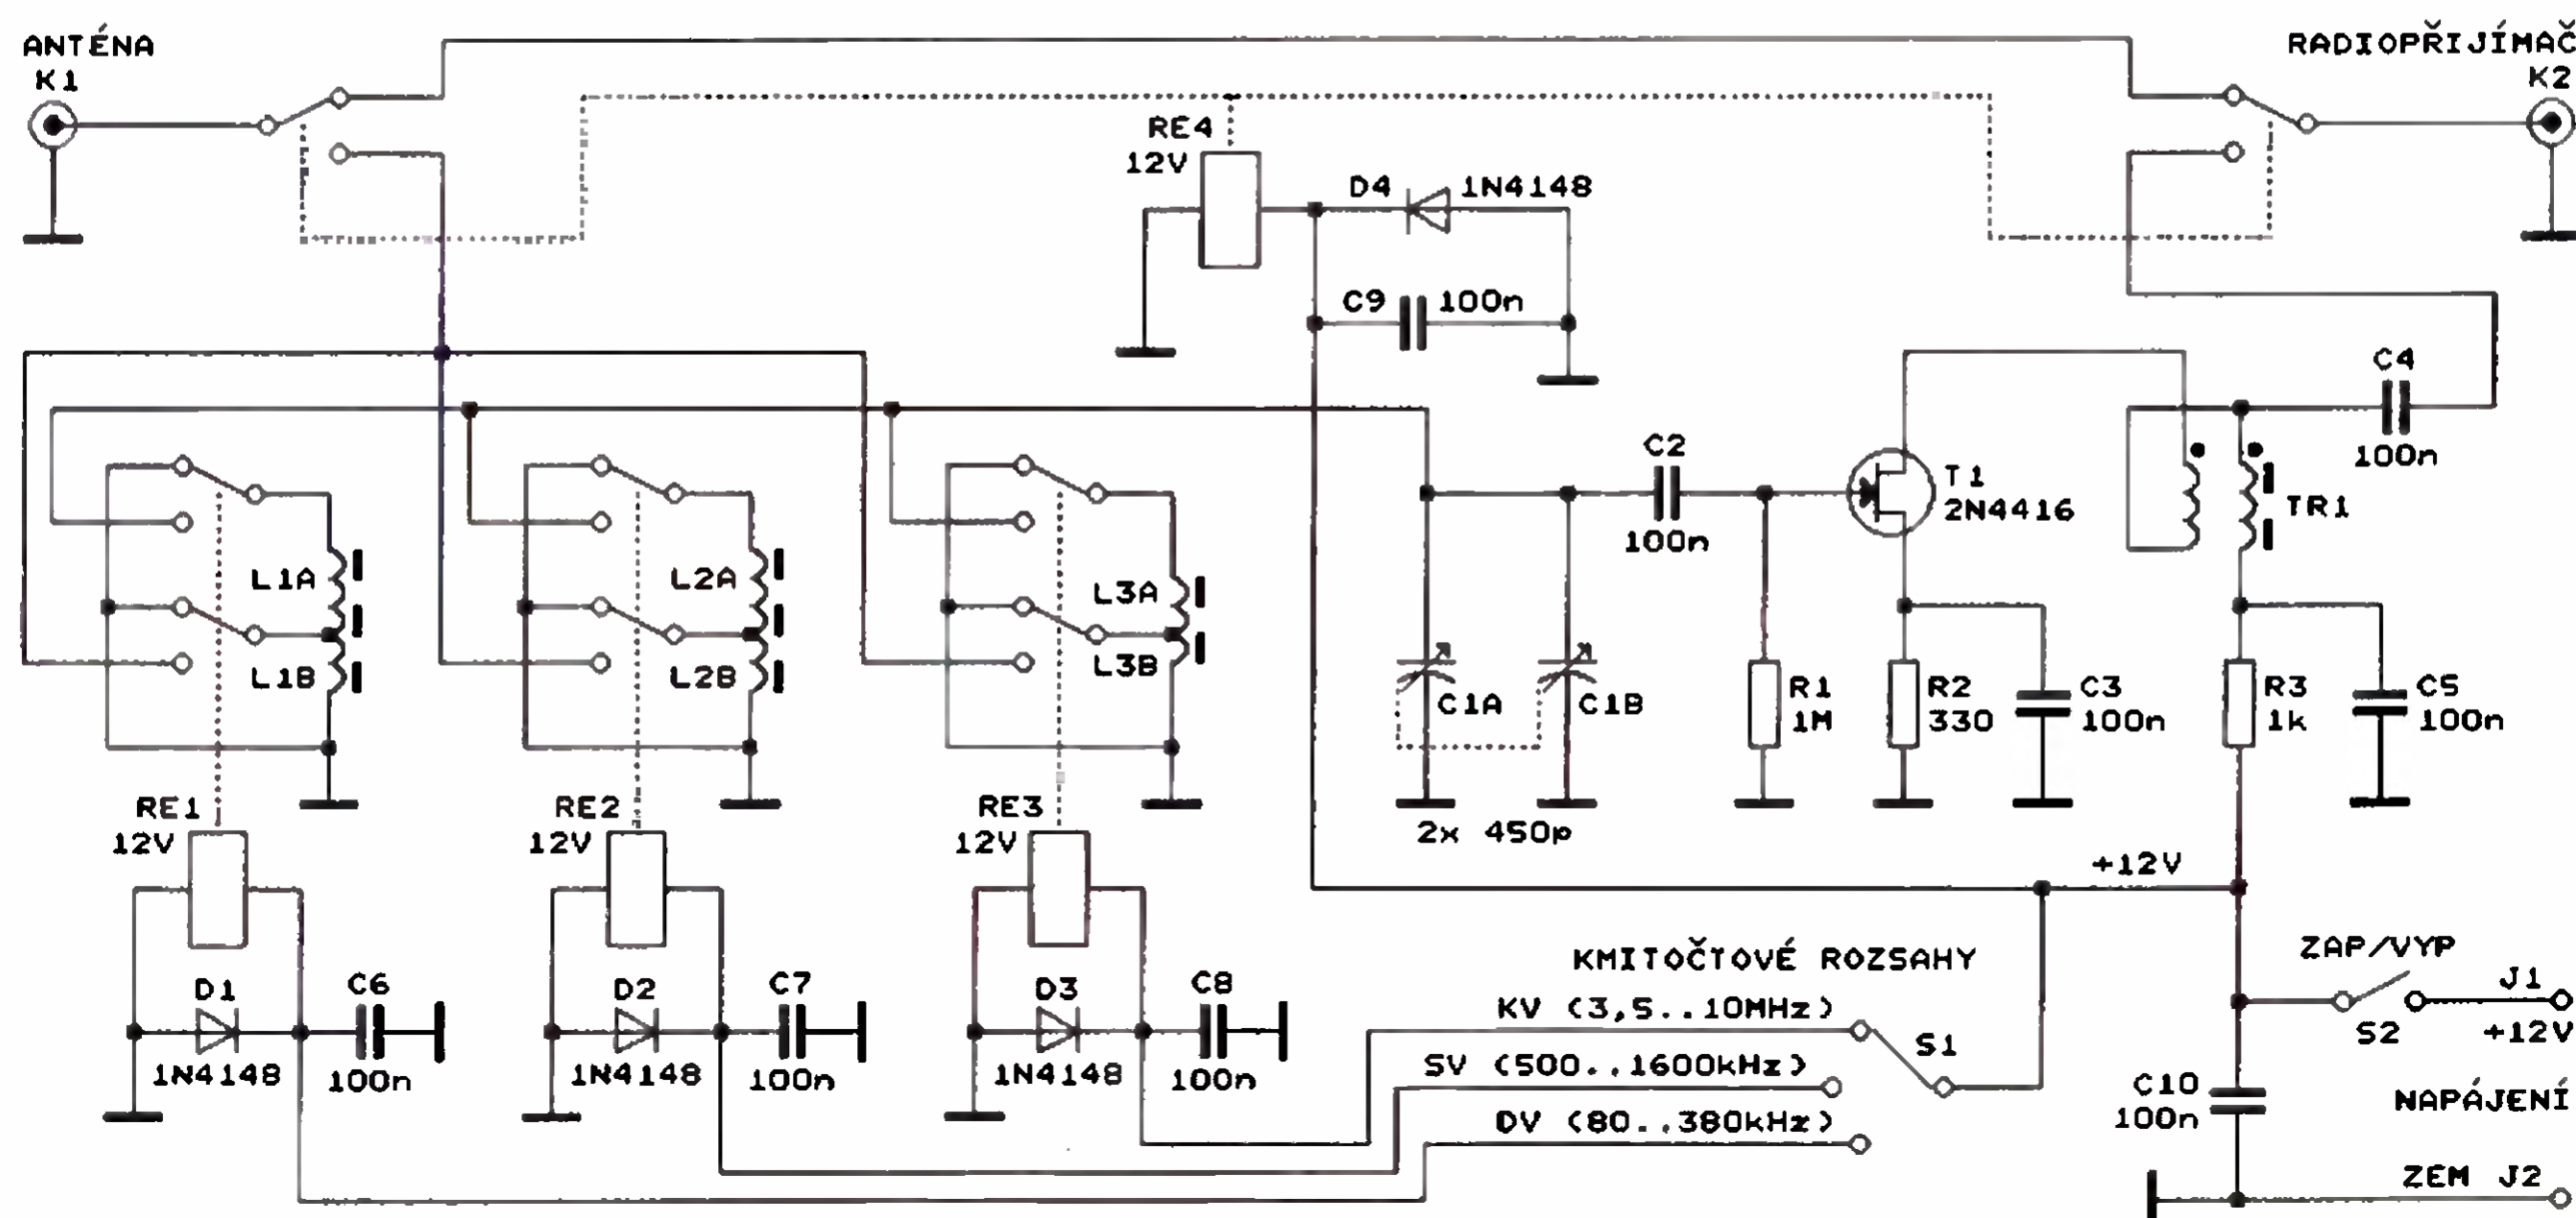 ANTÉNA
K1
RADIOPŘIJÍMAČ
K2
RE4
12V
D4
1N4148
C9
100n
C4
100n
C2
100n
T1
2N4416
TR1
L1A
L1B
L2A
L2B
L3A
L3B
C1A
C1B
2x 450p
R1
1M
R2
330
C3
100n
R3
1k
C5
100n
RE1
12V
RE2
12V
RE3
12V
+12V
D1
1N4148
C6
100n
D2
1N4148
C7
100n
D3
1N4148
C8
100n
KMITOČTOVÉ ROZSAHY
KV (3,5..10MHz)
SV (500..1600kHz)
DV (80..380kHz)
S1
ZAP/VYP
S2
J1
+12V
C10
100n
NAPÁJENÍ
ZEM J2